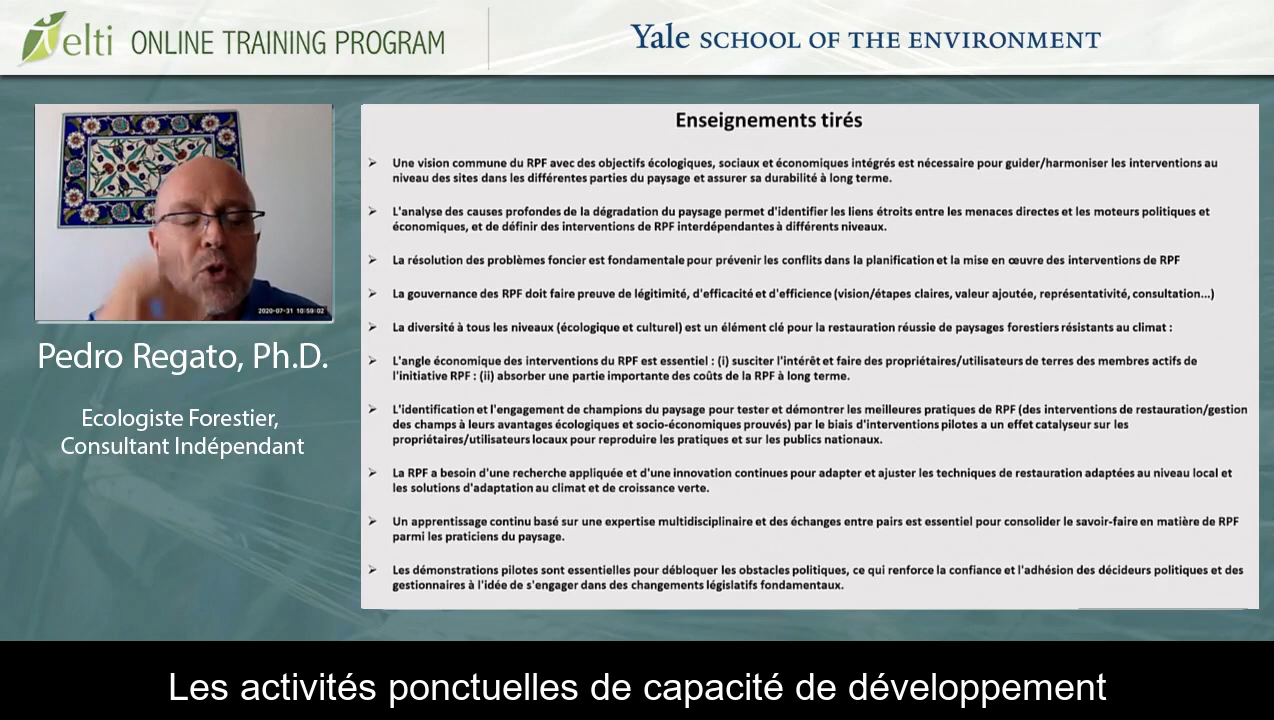 elti ONLINE TRAINING PROGRAM
Yale SCHOOL OF THE ENVIRONMENT
2020-07-31 10:59:02
Pedro Regato, Ph.D.
Ecologiste Forestier,
Consultant Indépendant
Enseignements tirés
➢ Une vision commune du RPF avec des objectifs écologiques, sociaux et économiques intégrés est nécessaire pour guider/harmoniser les interventions au
niveau des sites dans les différentes parties du paysage et assurer sa durabilité à long terme.
➢ L'analyse des causes profondes de la dégradation du paysage permet d'identifier les liens étroits entre les menaces directes et les moteurs politiques et
économiques, et de définir des interventions de RPF interdépendantes à différents niveaux.
➢ La résolution des problèmes foncier est fondamentale pour prévenir les conflits dans la planification et la mise en œuvre des interventions de RPF
➢ La gouvernance des RPF doit faire preuve de légitimité, d'efficacité et d'efficience (vision/étapes claires, valeur ajoutée, représentativité, consultation...)
➢ La diversité à tous les niveaux (écologique et culturel) est un élément clé pour la restauration réussie de paysages forestiers résistants au climat :
➢ L'angle économique des interventions du RPF est essentiel : (i) susciter l'intérêt et faire des propriétaires/utilisateurs de terres des membres actifs de
l'initiative RPF : (ii) absorber une partie importante des coûts de la RPF à long terme.
➢ L'identification et l'engagement de champions du paysage pour tester et démontrer les meilleures pratiques de RPF (des interventions de restauration/gestion
des champs à leurs avantages écologiques et socio-économiques prouvés) par le biais d'interventions pilotes a un effet catalyseur sur les
propriétaires/utilisateurs locaux pour reproduire les pratiques et sur les publics nationaux.
➢ La RPF a besoin d'une recherche appliquée et d'une innovation continues pour adapter et ajuster les techniques de restauration adaptées au niveau local et
les solutions d'adaptation au climat et de croissance verte.
➢ Un apprentissage continu basé sur une expertise multidisciplinaire et des échanges entre pairs est essentiel pour consolider le savoir-faire en matière de RPF
parmi les praticiens du paysage.
➢ Les démonstrations pilotes sont essentielles pour débloquer les obstacles politiques, ce qui renforce la confiance et l'adhésion des décideurs politiques et des
gestionnaires à l'idée de s'engager dans des changements législatifs fondamentaux.
Les activités ponctuelles de capacité de développement